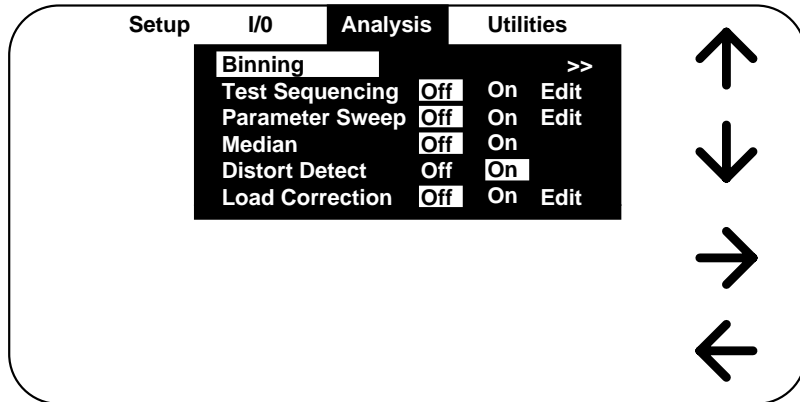 Setup I/0 Analysis Utilities
Binning >>
Test Sequencing Off On Edit
Parameter Sweep Off On Edit
Median Off On
Distort Detect Off On
Load Correction Off On Edit